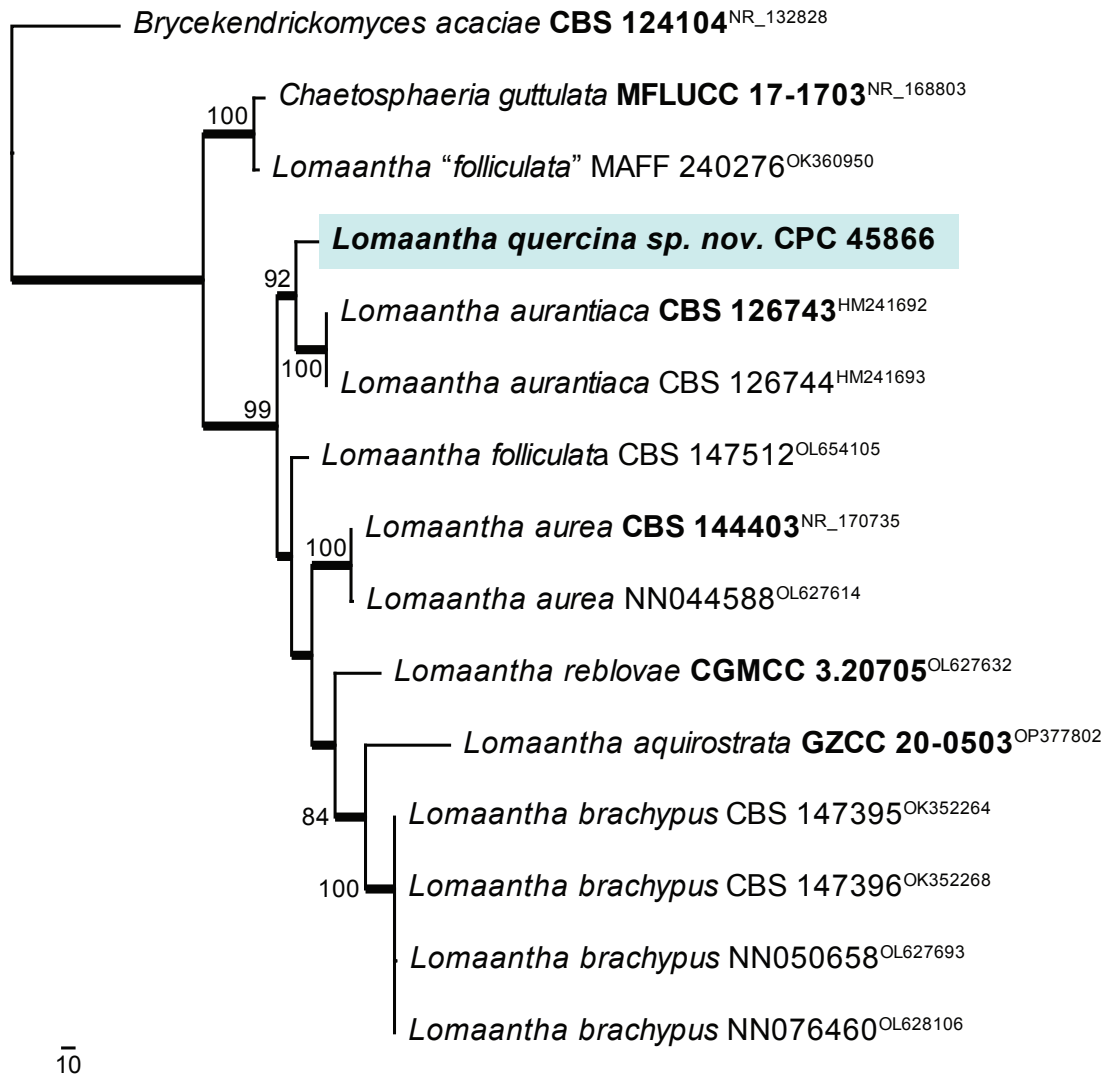 Brycekendrickomyces acaciae CBS 124104NR_132828
Chaetosphaeria guttulata MFLUCC 17-1703NR_168803
100
Lomaantha “folliculata” MAFF 240276OK360950
Lomaantha quercina sp. nov. CPC 45866
92
Lomaantha aurantiaca CBS 126743HM241692
100
Lomaantha aurantiaca CBS 126744HM241693
99
Lomaantha folliculata CBS 147512OL654105
Lomaantha aurea CBS 144403NR_170735
100
Lomaantha aurea NN044588OL627614
Lomaantha reblovae CGMCC 3.20705OL627632
Lomaantha aquirostrata GZCC 20-0503OP377802
84
Lomaantha brachypus CBS 147395OK352264
100
Lomaantha brachypus CBS 147396OK352268
Lomaantha brachypus NN050658OL627693
Lomaantha brachypus NN076460OL628106
10